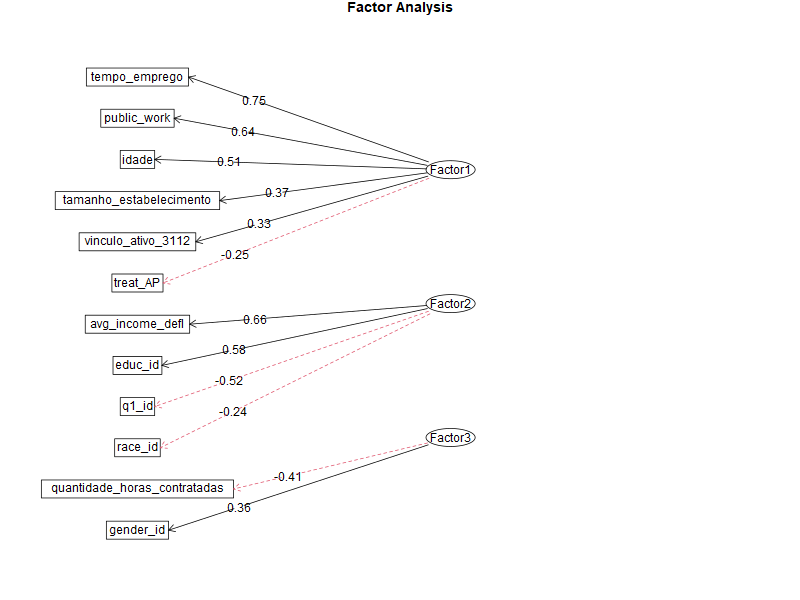 Factor Analysis
tempo_emprego
0.75
public_work
0.64
idade
0.51
Factor1
tamanho_estabelecimento
0.37
vinculo_ativo_3112
0.33
-0.25
treat_AP
Factor2
avg_income_defl
0.66
educ_id
0.58
-0.52
q1_id
-0.24
race_id
Factor3
quantidade_horas_contratadas
-0.41
0.36
gender_id